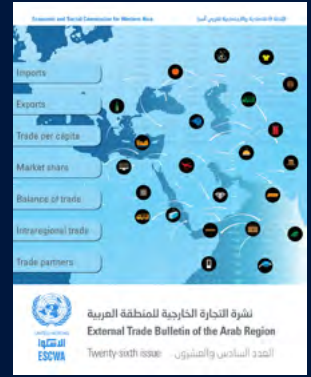 Economic and Social Commission for Western Asia
اللجنة الاقتصادية والاجتماعية لغربي آسيا
Imports
Exports
Trade per capita
Market share
Balance of trade
Intraregional trade
Trade partners
نشرة التجارة الخارجية للمنطقة العربية
External Trade Bulletin of the Arab Region
Twenty-sixth issue العدد السادس والعشرون
UNITED NATIONS
الإسكوا
ESCWA